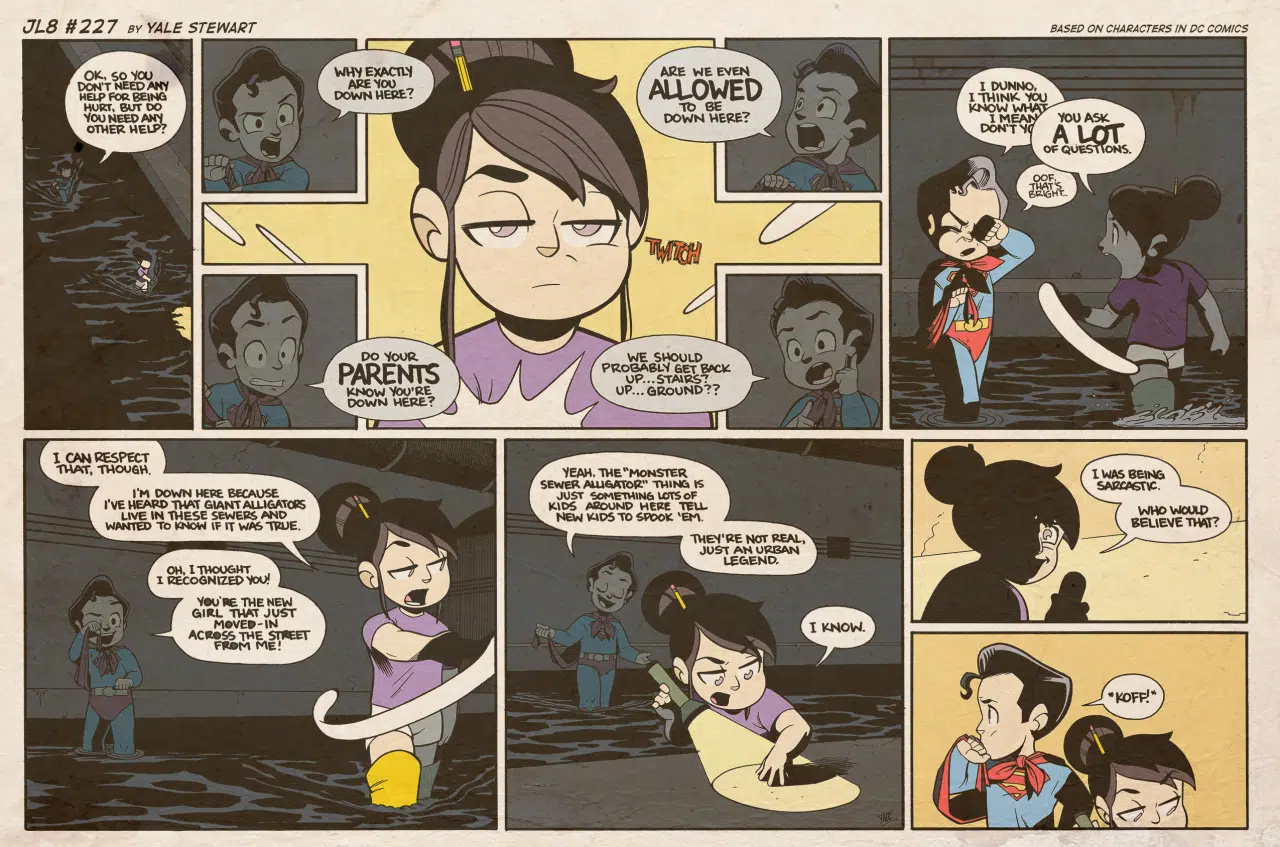 JL8 #227 BY YALE STEWART
BASED ON CHARACTERS IN DC COMICS
OK, SO YOU
DON'T NEED ANY
HELP FOR BEING
HURT, BUT DO
YOU NEED ANY
OTHER HELP?
WHY EXACTLY
ARE YOU
DOWN HERE?
ARE WE EVEN
ALLOWED
TO BE
DOWN HERE?
TWITCH
DO YOUR
PARENTS
KNOW YOU'RE
DOWN HERE?
WE SHOULD
PROBABLY GET BACK
UP...STAIRS?
UP...GROUND??
I DUNNO,
I THINK YOU
KNOW WHAT
I MEAN
DON'T YO
YOU ASK
A LOT
OF QUESTIONS.
OOF,
THAT'S
BRIGHT...
I CAN RESPECT
THAT, THOUGH.
I'M DOWN HERE BECAUSE
I'VE HEARD THAT GIANT ALLIGATORS
LIVE IN THESE SEWERS AND
WANTED TO KNOW IF IT WAS TRUE.
OH, I THOUGHT
I RECOGNIZED YOU!
YOU'RE THE NEW
GIRL THAT JUST
MOVED-IN
ACROSS THE STREET
FROM ME!
YEAH. THE "MONSTER
SEWER ALLIGATOR" THING IS
JUST SOMETHING LOTS OF
KIDS AROUND HERE TELL
NEW KIDS TO SPOOK 'EM.
THEY'RE NOT REAL,
JUST AN URBAN
LEGEND.
I KNOW.
I WAS BEING
SARCASTIC.
WHO WOULD
BELIEVE THAT?
*KOFF!*